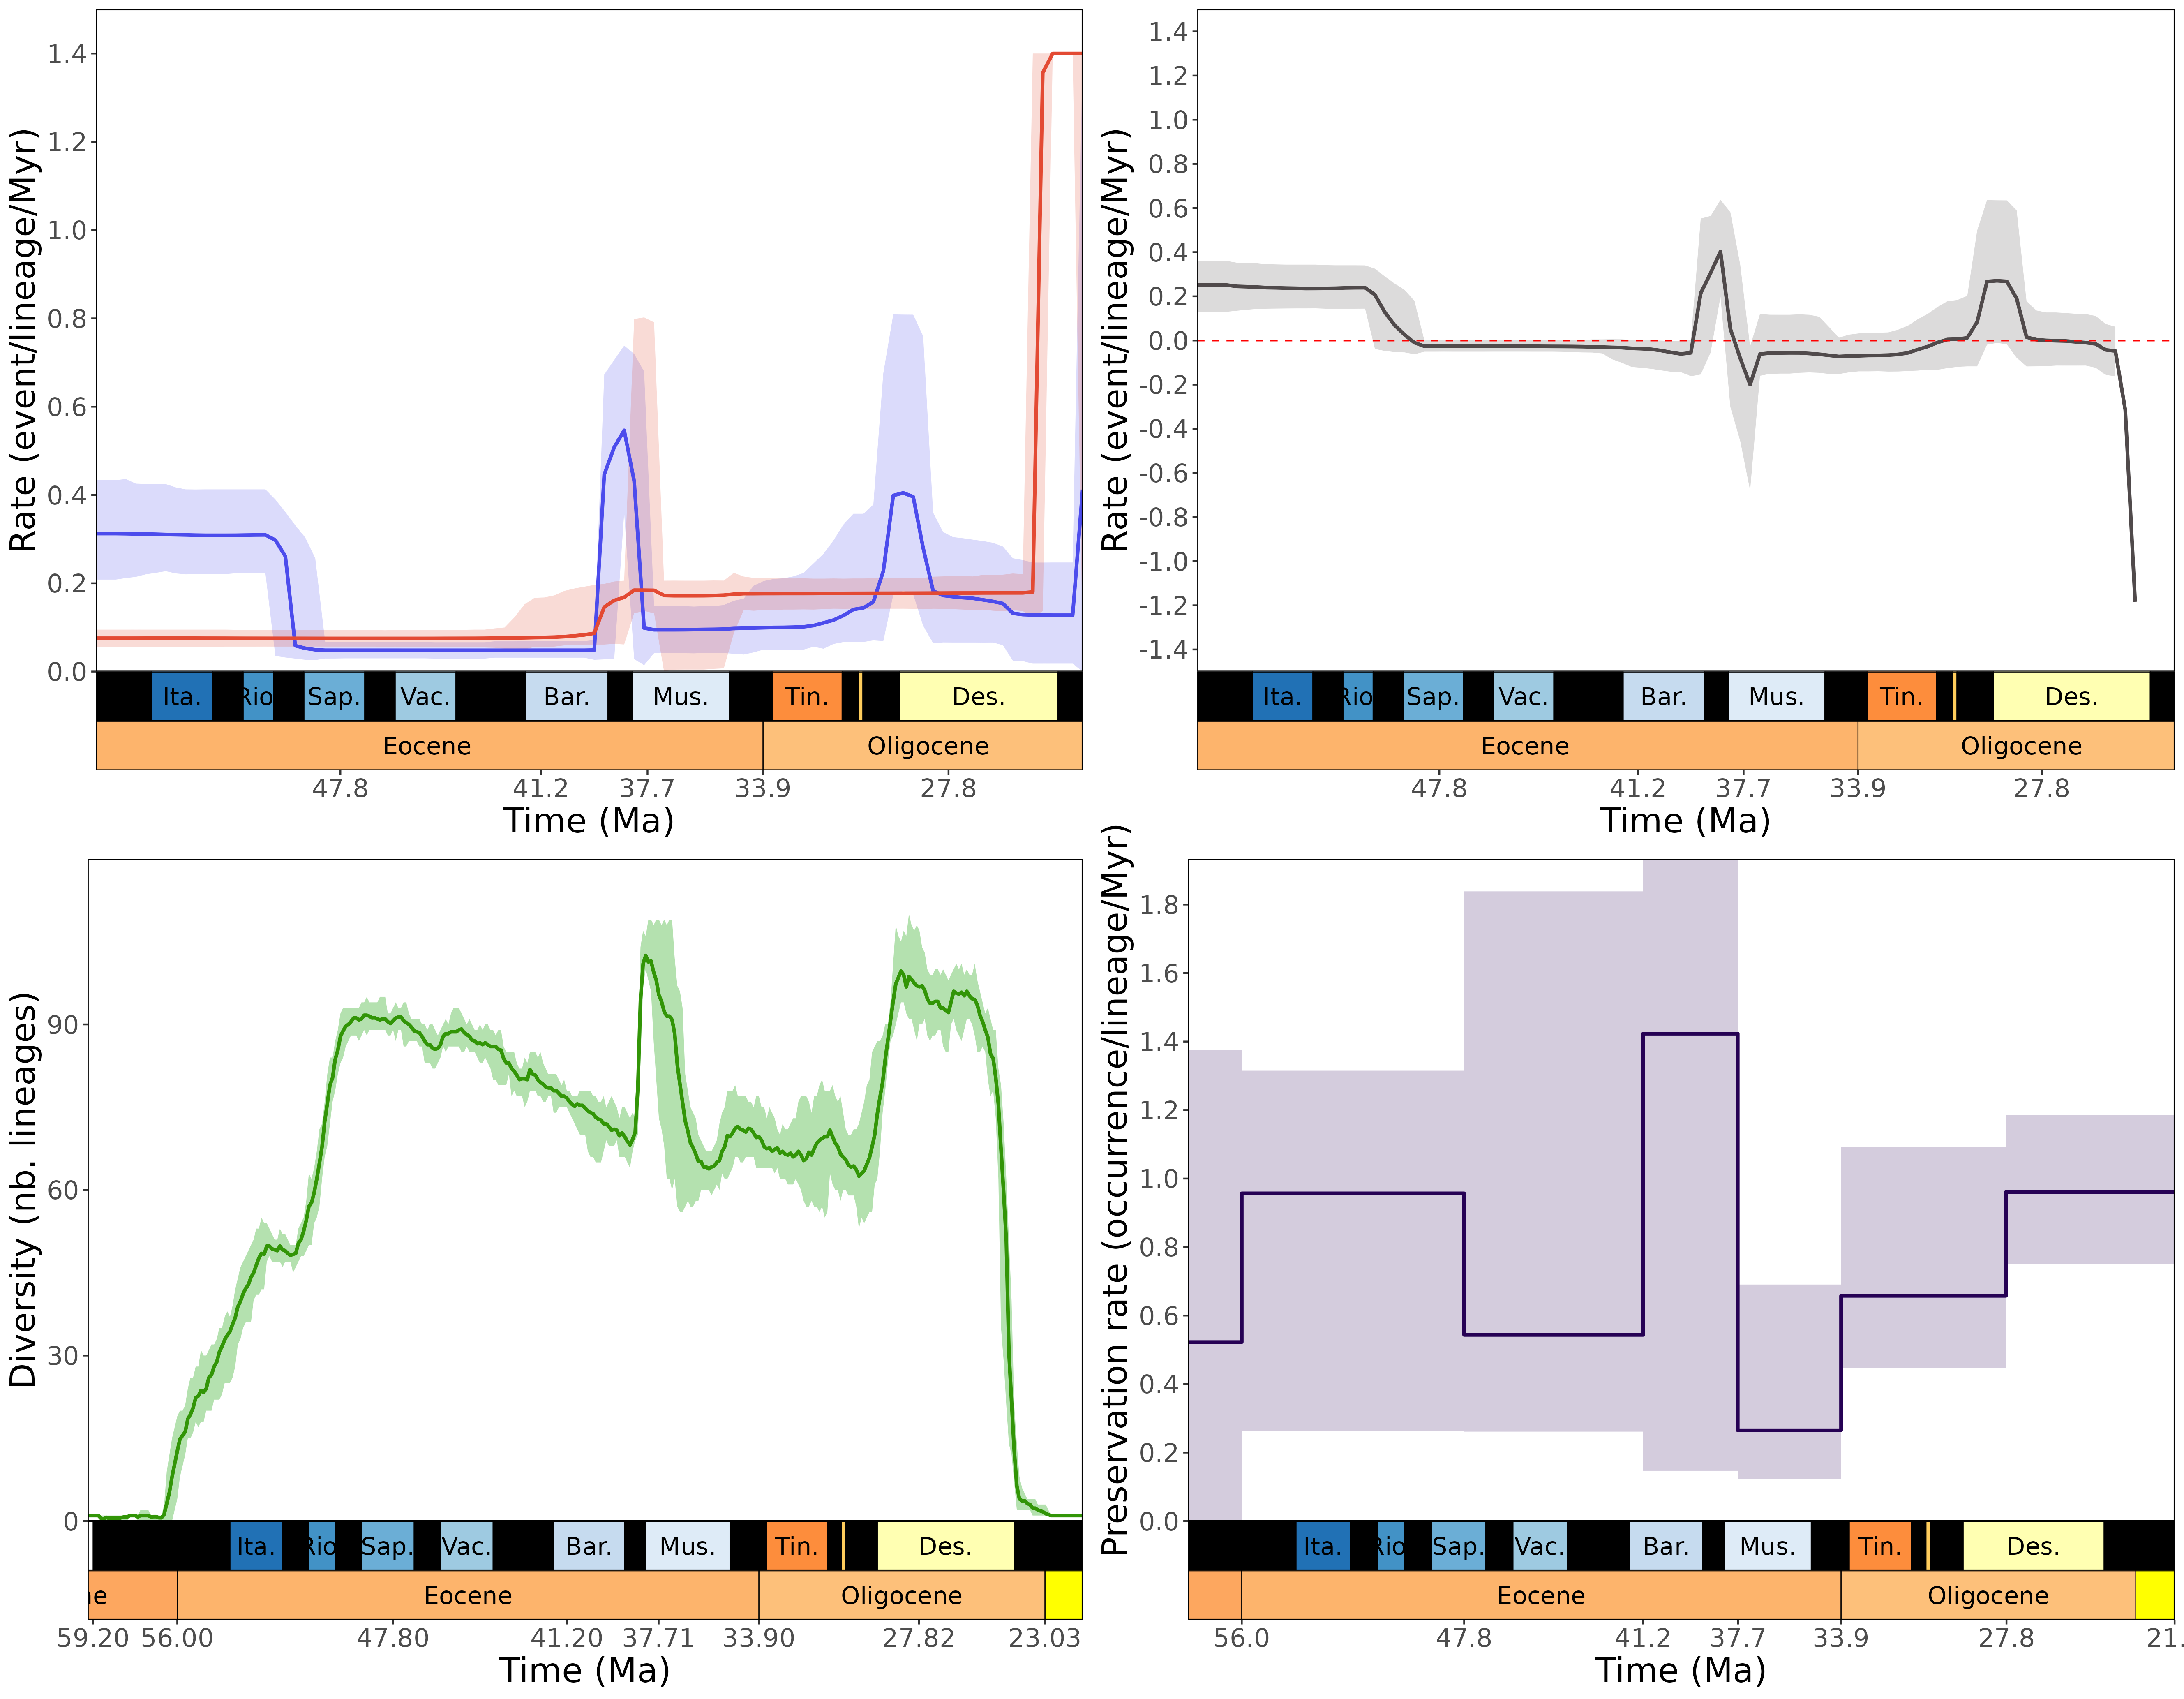 Rate (event/lineage/Myr)
1.4
1.2
1.0
0.8
0.6
0.4
0.2
0.0
Ita. Rio Sap. Vac. Bar. Mus. Tin. Des.
Eocene Oligocene
47.8 41.2 37.7 33.9 27.8
Time (Ma)
Rate (event/lineage/Myr)
1.4
1.2
1.0
0.8
0.6
0.4
0.2
0.0
-0.2
-0.4
-0.6
-0.8
-1.0
-1.2
-1.4
Ita. Rio Sap. Vac. Bar. Mus. Tin. Des.
Eocene Oligocene
47.8 41.2 37.7 33.9 27.8
Time (Ma)
Diversity (nb. lineages)
90
60
30
0
Ita. Rio Sap. Vac. Bar. Mus. Tin. Des.
ne Eocene Oligocene
59.20 56.00 47.80 41.20 37.71 33.90 27.82 23.03
Time (Ma)
Preservation rate (occurrence/lineage/Myr)
1.8
1.6
1.4
1.2
1.0
0.8
0.6
0.4
0.2
0.0
Ita. Rio Sap. Vac. Bar. Mus. Tin. Des.
Eocene Oligocene
56.0 47.8 41.2 37.7 33.9 27.8 21.
Time (Ma)